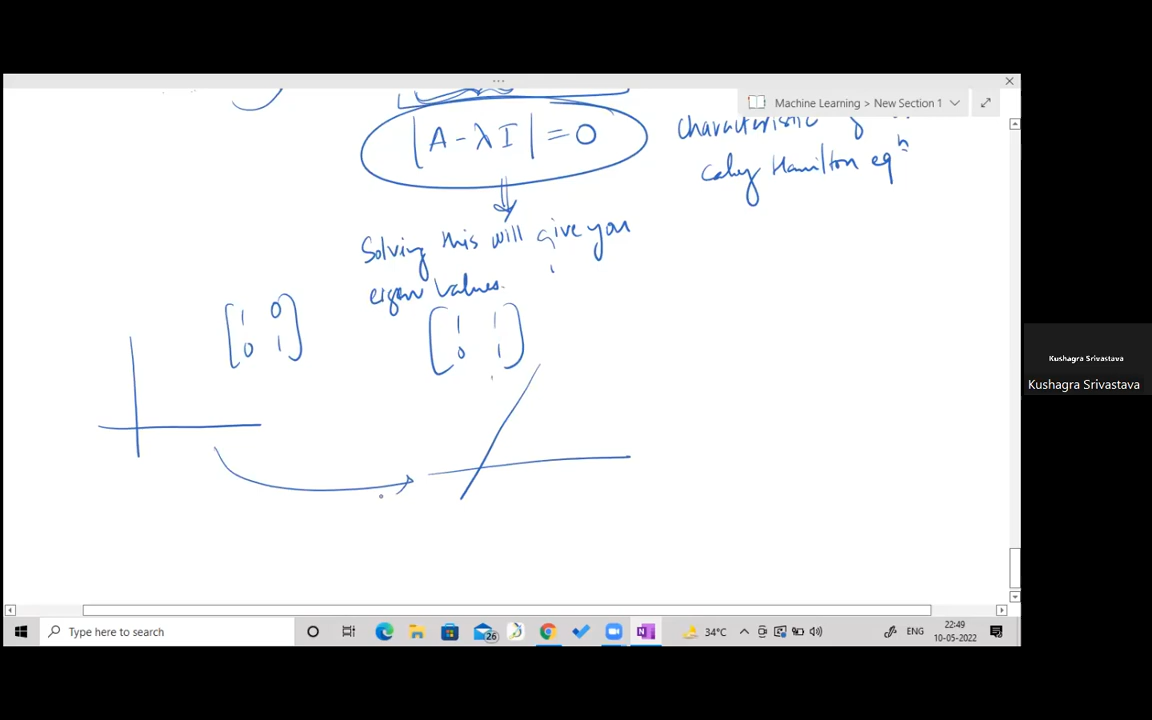 Machine Learning > New Section 1
|A - λI| = 0
characteristic
Hamilton eqⁿ
Solving this will give you
eigen values.
1 0
0 1
1 1
0 1
Kushagra Srivastava
Kushagra Srivastava
Type here to search
26
34°C
ENG
22:49
10-05-2022